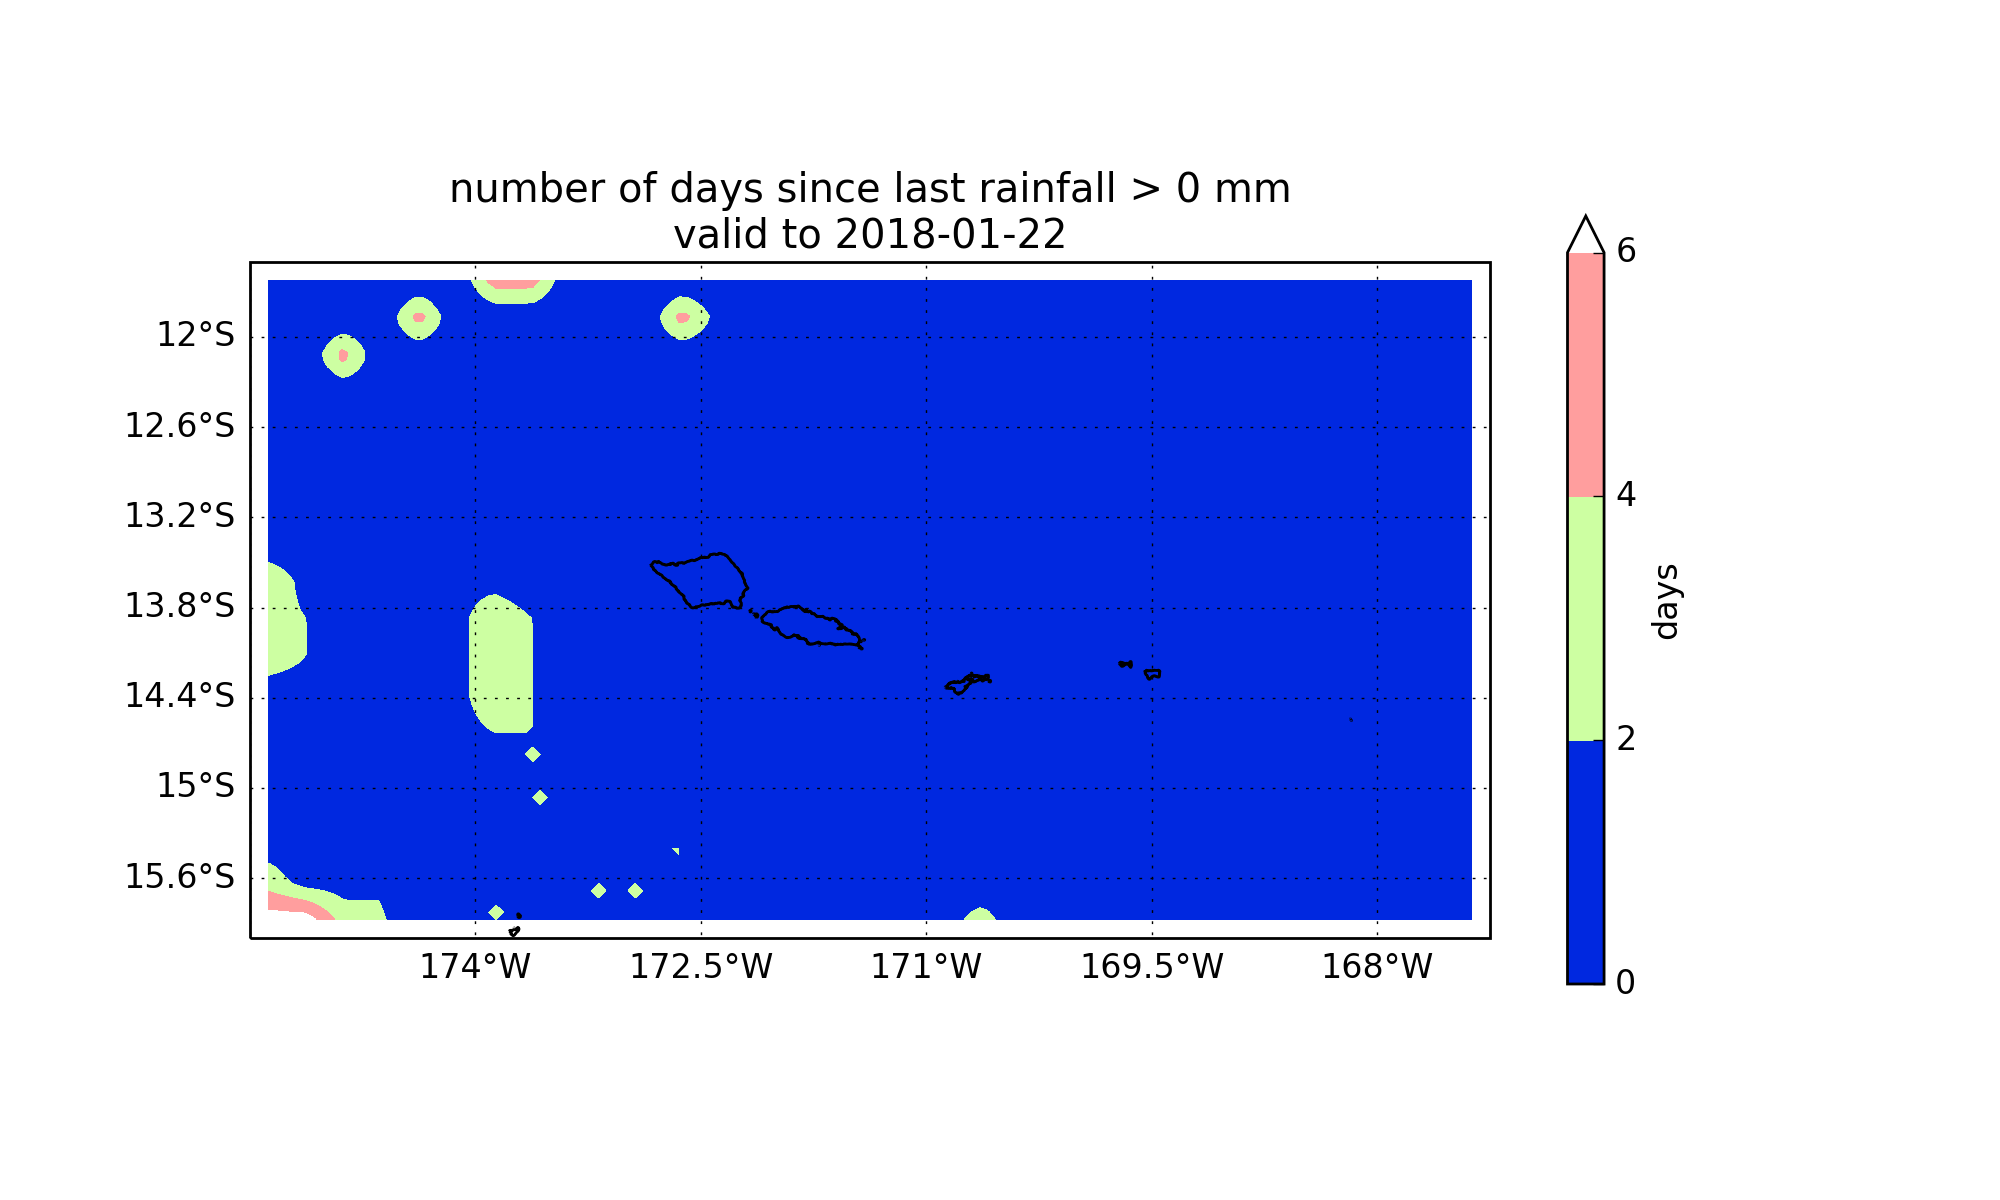 number of days since last rainfall > 0 mm
valid to 2018-01-22
12°S
12.6°S
13.2°S
13.8°S
14.4°S
15°S
15.6°S
174°W 172.5°W 171°W 169.5°W 168°W
6
4
2
0
days